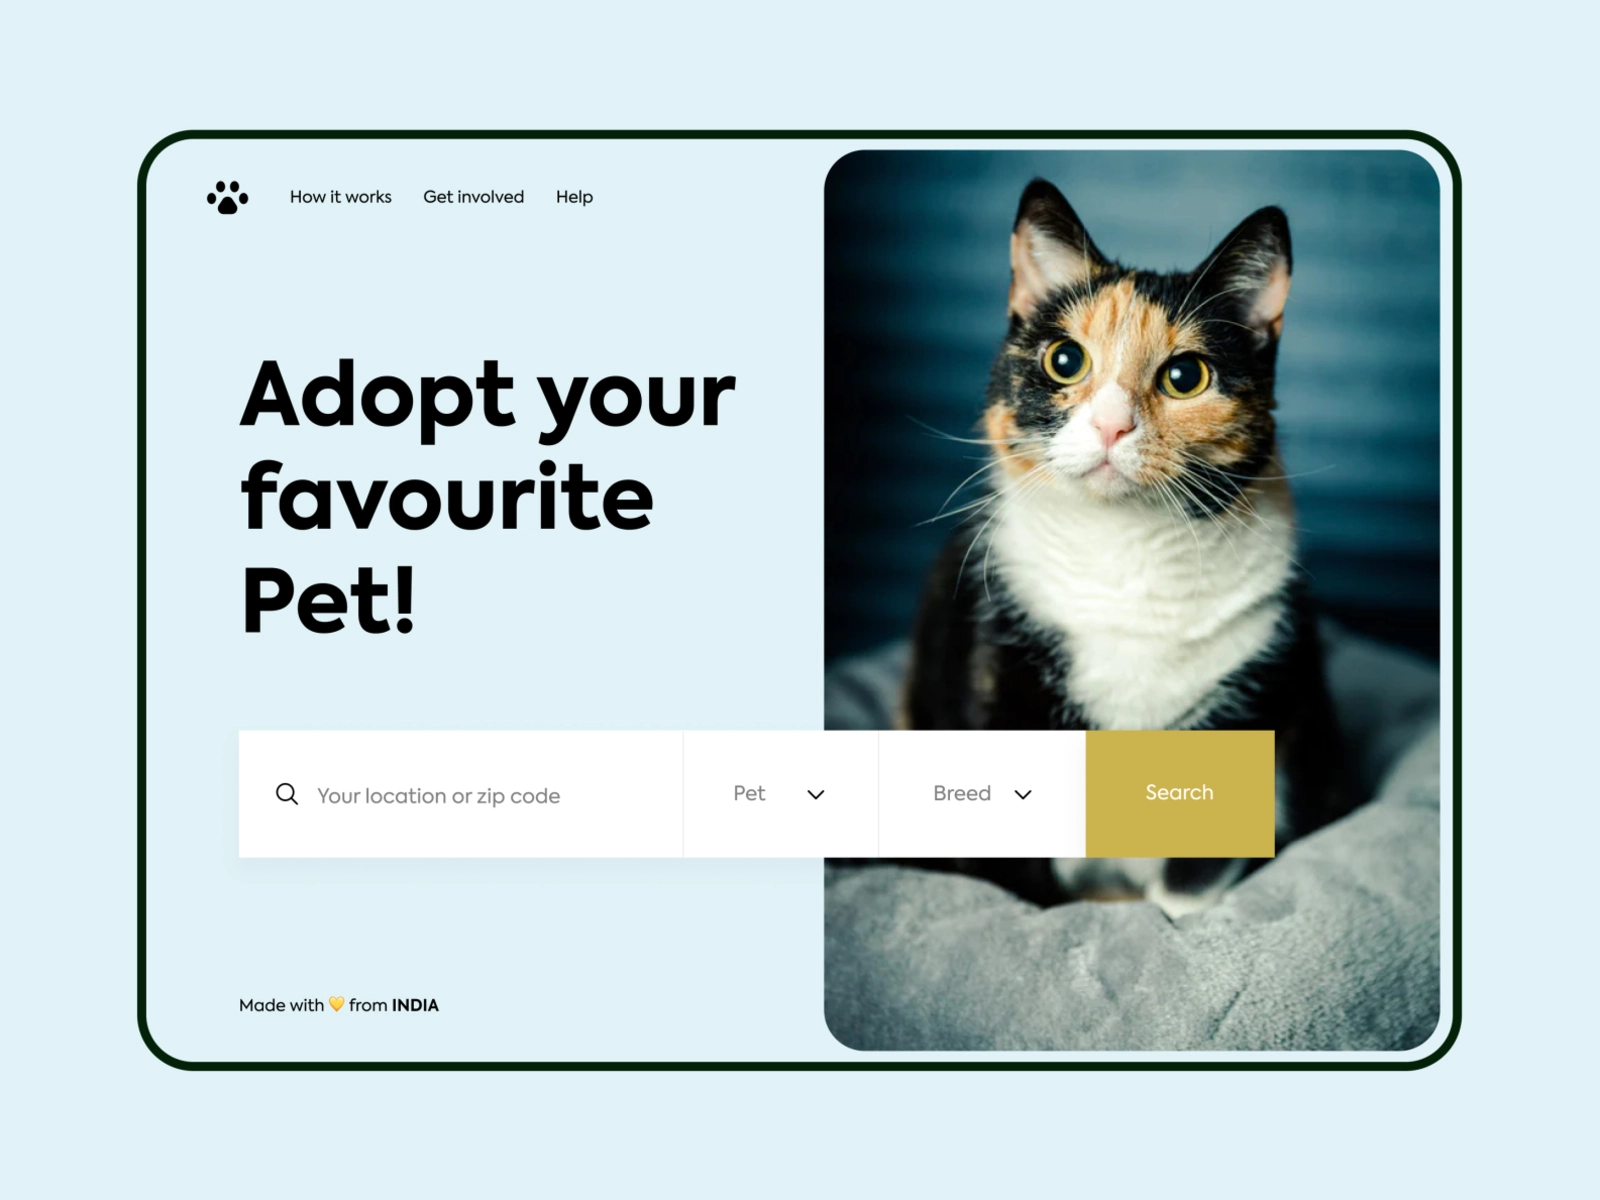 How it works Get involved Help
Adopt your
favourite
Pet!
Your location or zip code Pet Breed Search
Made with 💛 from INDIA